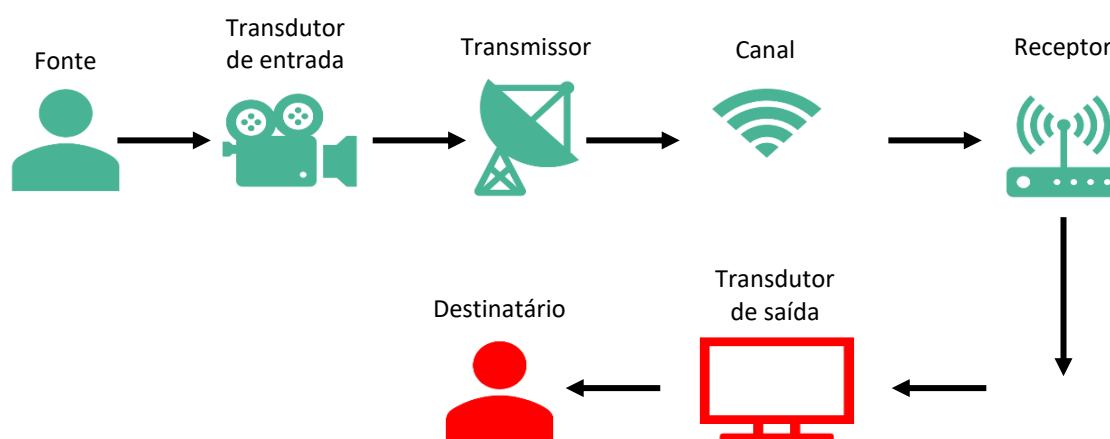 Fonte
Transdutor
de entrada
Transmissor
Canal
Receptor
Transdutor
de saída
Destinatário